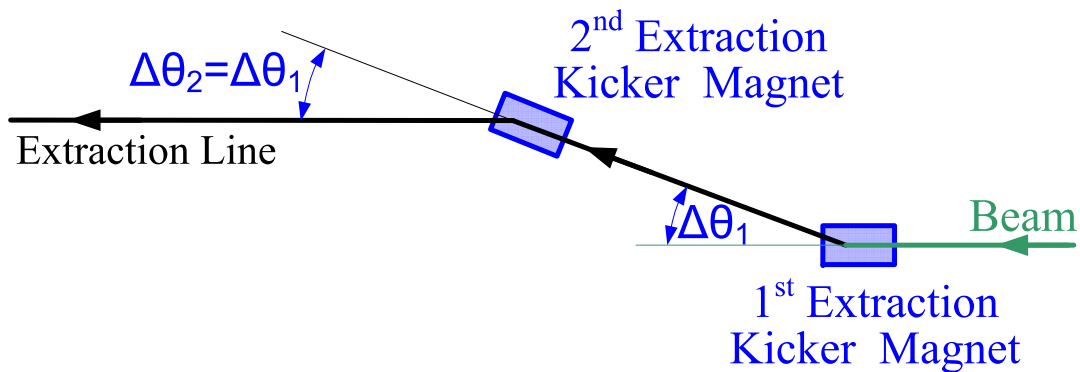 2nd Extraction
Kicker Magnet
Δθ2=Δθ1
Extraction Line
Δθ1
Beam
1st Extraction
Kicker Magnet